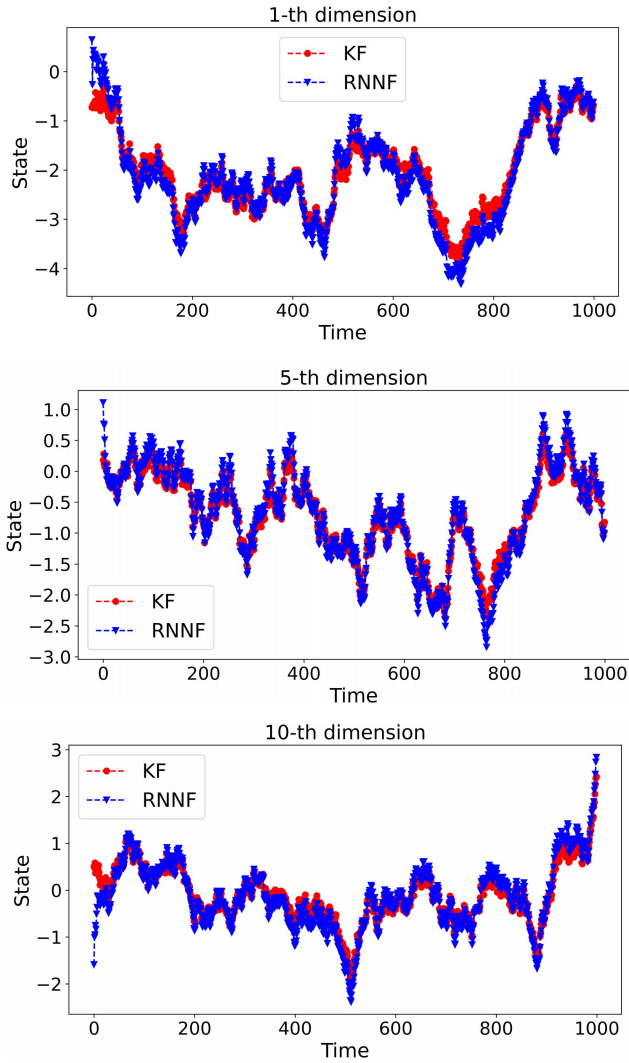 1-th dimension
KF
RNNF
0
−1
−2
−3
−4
State
0 200 400 600 800 1000
Time
5-th dimension
1.0
0.5
0.0
−0.5
−1.0
−1.5
−2.0
−2.5
−3.0
State
KF
RNNF
0 200 400 600 800 1000
Time
10-th dimension
KF
RNNF
3
2
1
0
−1
−2
State
0 200 400 600 800 1000
Time